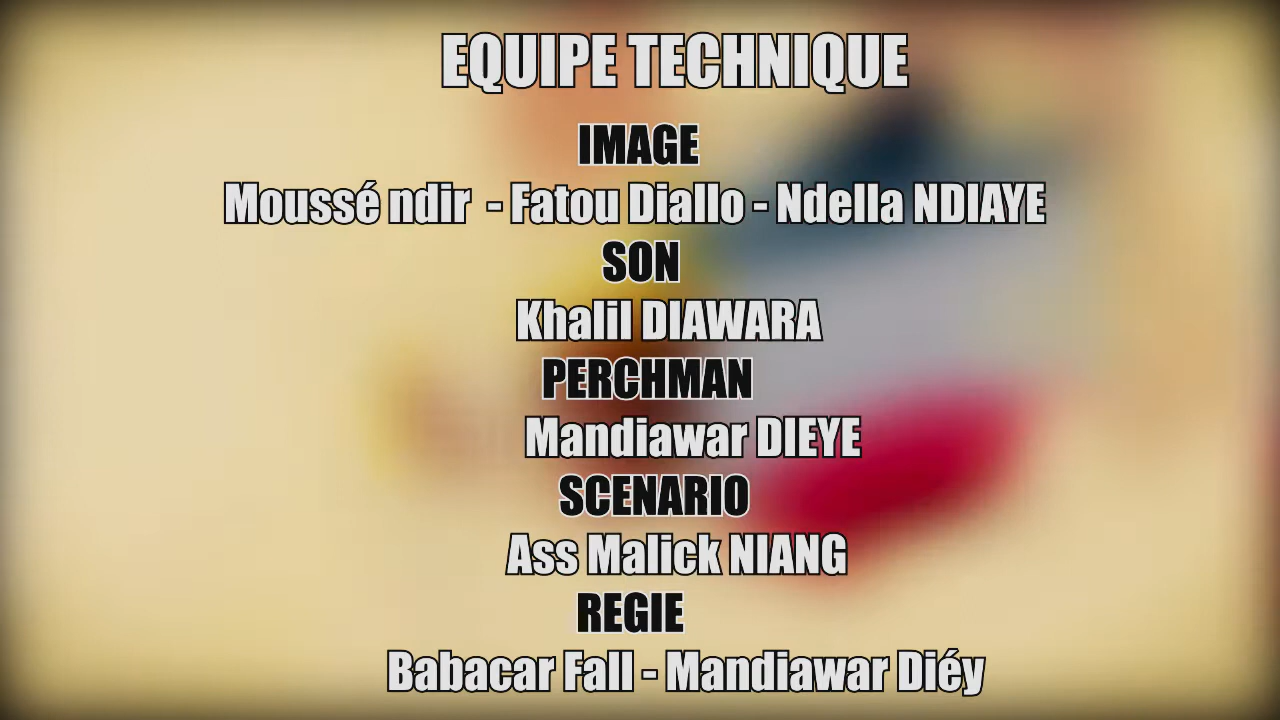 EQUIPE TECHNIQUE
IMAGE
Moussé ndir - Fatou Diallo - Ndella NDIAYE
SON
Khalil DIAWARA
PERCHMAN
Mandiawar DIEYE
SCENARIO
Ass Malick NIANG
REGIE
Babacar Fall - Mandiawar Diéy